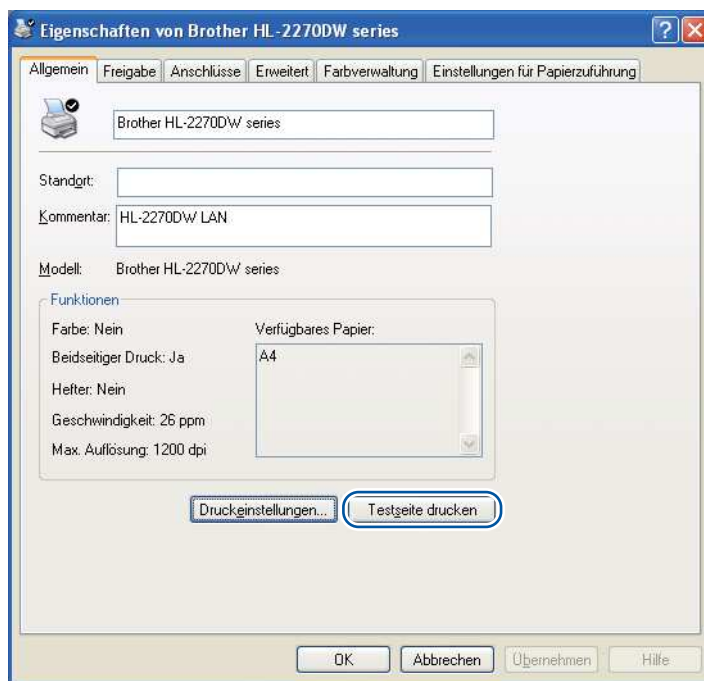 Eigenschaften von Brother HL-2270DW series
Allgemein Freigabe Anschlüsse Erweitert Farbverwaltung Einstellungen für Papierzuführung
Brother HL-2270DW series
Standort:
Kommentar: HL-2270DW LAN
Modell: Brother HL-2270DW series
Funktionen
Farbe: Nein Verfügbares Papier:
Beidseitiger Druck: Ja A4
Hefter: Nein
Geschwindigkeit: 26 ppm
Max. Auflösung: 1200 dpi
Druckeinstellungen... Testseite drucken
OK Abbrechen Übernehmen Hilfe